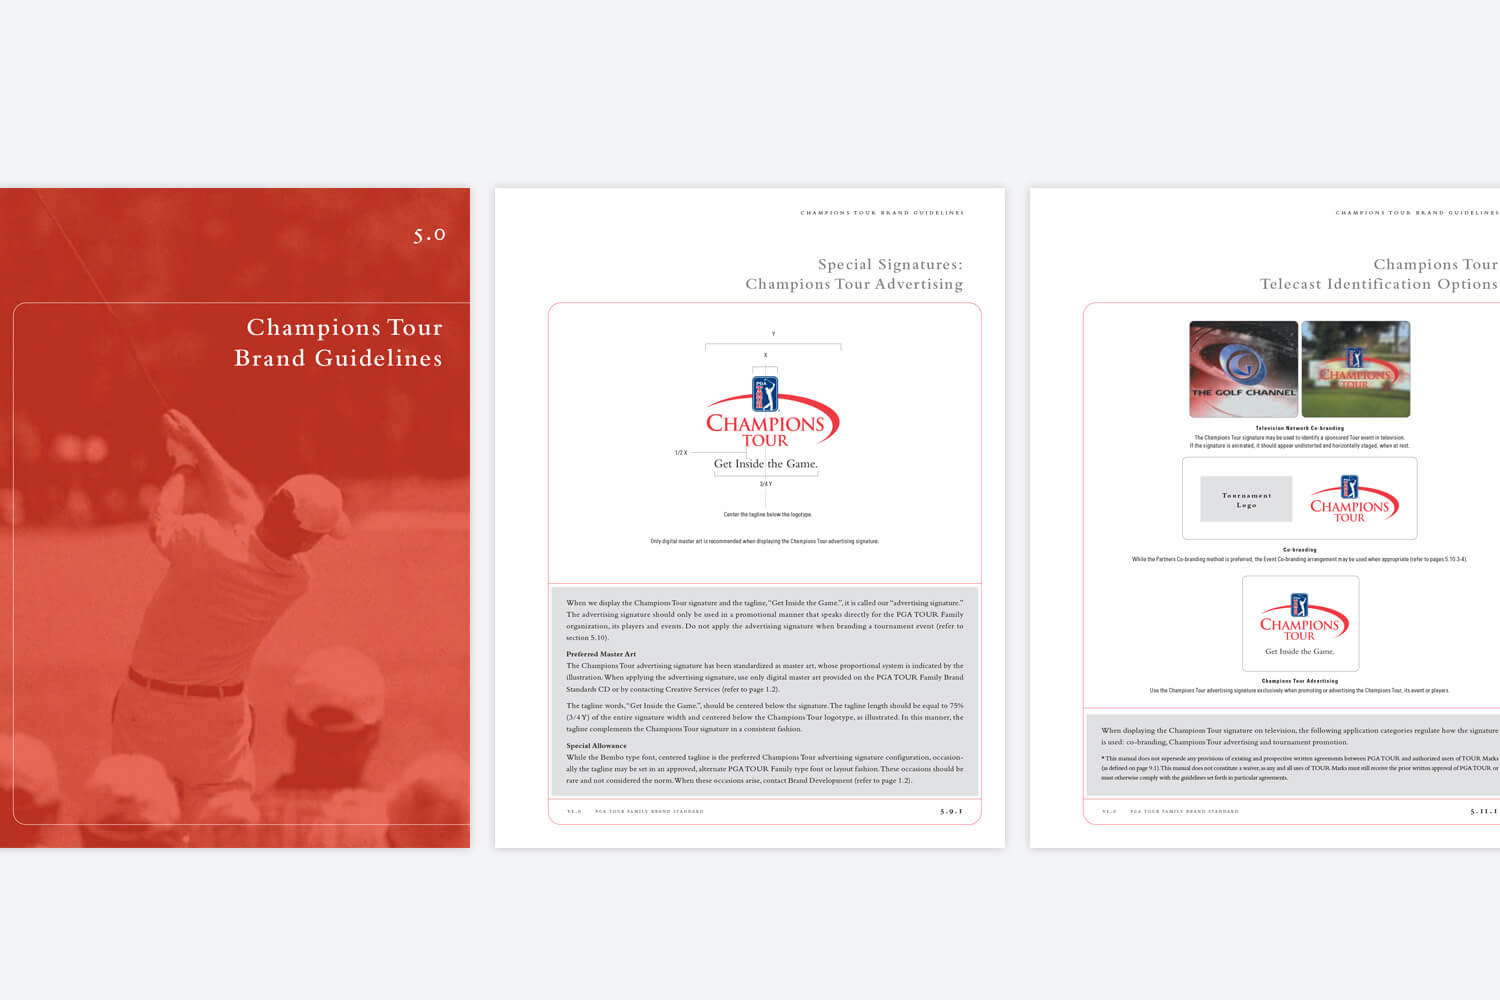 5.0
Champions Tour
Brand Guidelines
CHAMPIONS TOUR BRAND GUIDELINES
Special Signatures:
Champions Tour Advertising
Y
X
PGA
TOUR
CHAMPIONS
TOUR
1/2 X
Get Inside the Game.
3/4 Y
Center the tagline below the logotype.
Only digital master art is recommended when displaying the Champions Tour advertising signature.
When we display the Champions Tour signature and the tagline, “Get Inside the Game.”, it is called our “advertising signature.”
The advertising signature should only be used in a promotional manner that speaks directly for the PGA TOUR Family
organization, its players and events. Do not apply the advertising signature when branding a tournament event (refer to
section 5.10).
Preferred Master Art
The Champions Tour advertising signature has been standardized as master art, whose proportional system is indicated by the
illustration. When applying the advertising signature, use only digital master art provided on the PGA TOUR Family Brand
Standards CD or by contacting Creative Services (refer to page 1.2).
The tagline words, “Get Inside the Game.”, should be centered below the signature. The tagline length should be equal to 75%
(3/4 Y) of the entire signature width and centered below the Champions Tour logotype, as illustrated. In this manner, the
tagline complements the Champions Tour signature in a consistent fashion.
Special Allowance
While the Bembo type font, centered tagline is the preferred Champions Tour advertising signature configuration, occasion-
ally the tagline may be set in an approved, alternate PGA TOUR Family type font or layout fashion. These occasions should be
rare and not considered the norm. When these occasions arise, contact Brand Development (refer to page 1.2).
V1.0 PGA TOUR FAMILY BRAND STANDARD
5.9.1
CHAMPIONS TOUR BRAND GUIDELINES
Champions Tour
Telecast Identification Options
THE GOLF CHANNEL
CHAMPIONS
TOUR
Television Network Co-branding
The Champions Tour signature may be used to identify a sponsored Tour event in television.
If the signature is animated, it should appear undistorted and horizontally staged, when at rest.
Tournament
Logo
CHAMPIONS
TOUR
Co-branding
While the Partners Co-branding method is preferred, the Event Co-branding arrangement may be used when appropriate (refer to pages 5.10.3-4).
CHAMPIONS
TOUR
Get Inside the Game.
Champions Tour Advertising
Use the Champions Tour advertising signature exclusively when promoting or advertising the Champions Tour, its event or players.
When displaying the Champions Tour signature on television, the following application categories regulate how the signature
is used: co-branding, Champions Tour advertising and tournament promotion.
* This manual does not supersede any provisions of existing and prospective written agreements between PGA TOUR and authorized users of TOUR Marks
(as defined on page 9.1). This manual does not constitute a waiver, as any and all uses of TOUR Marks must still receive the prior written approval of PGA TOUR or
must otherwise comply with the guidelines set forth in particular agreements.
V1.0 PGA TOUR FAMILY BRAND STANDARD
5.11.1